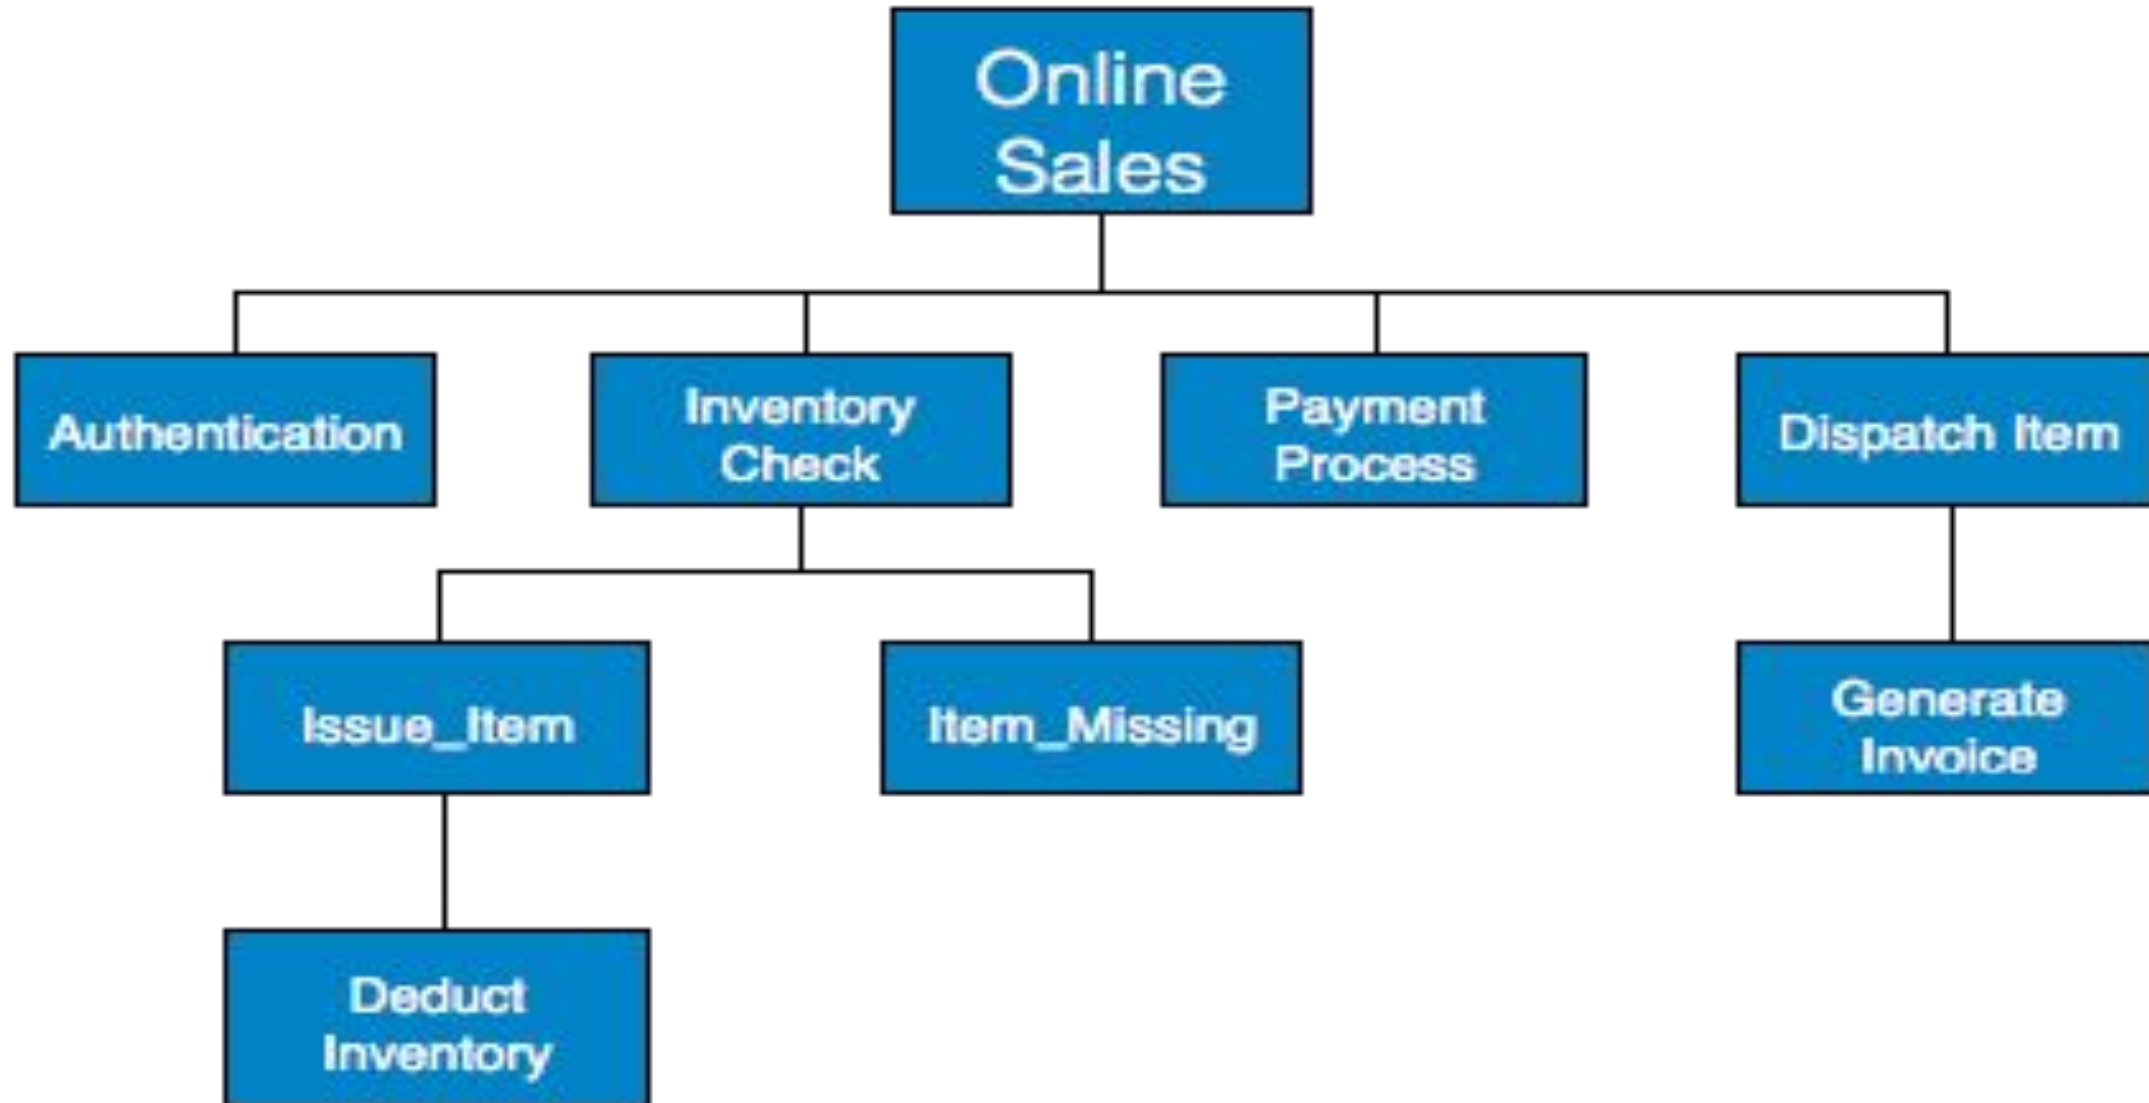 Online
Sales
Authentication
Inventory
Check
Payment
Process
Dispatch Item
Issue_Item
Item_Missing
Generate
Invoice
Deduct
Inventory